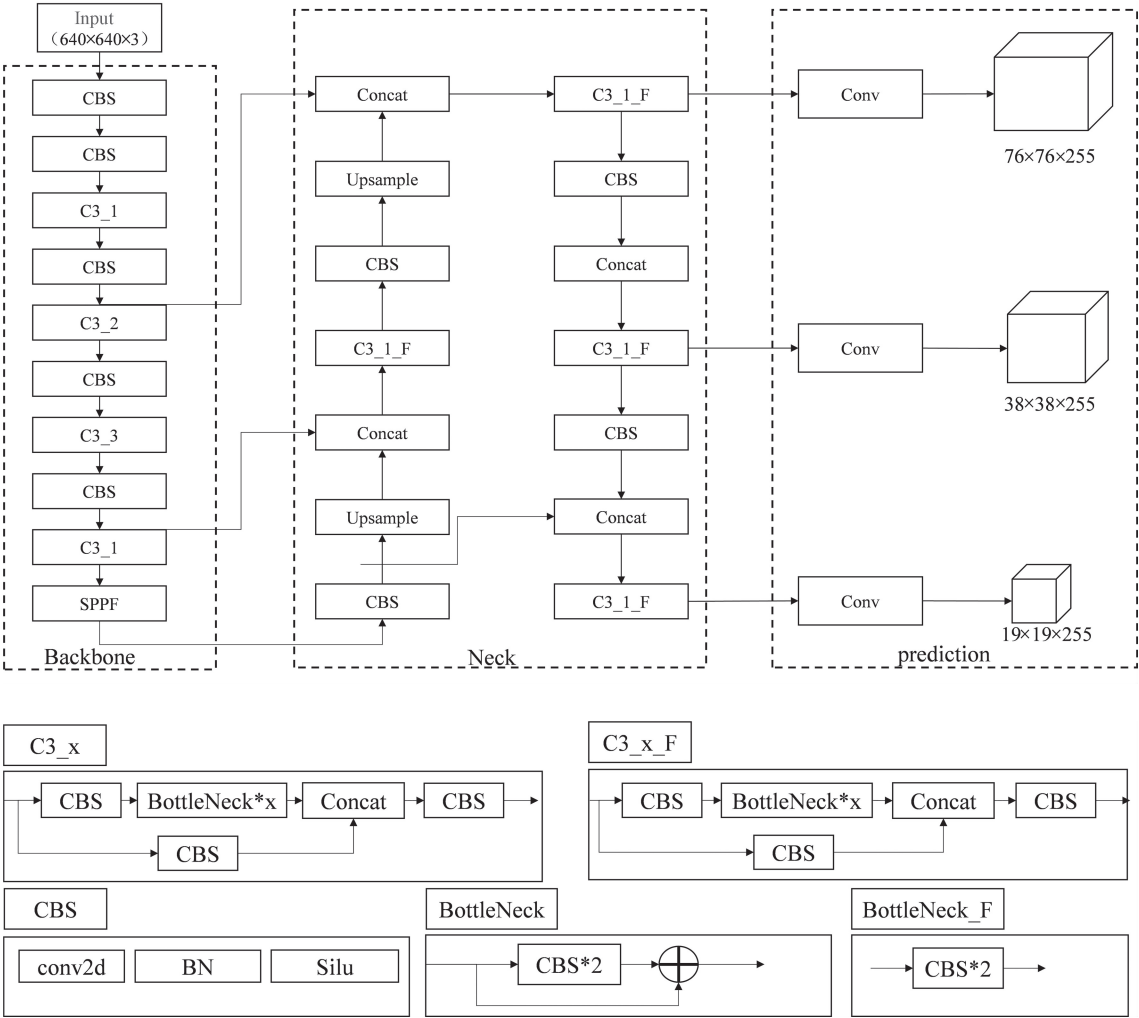 Input
（640×640×3）
CBS
CBS
C3_1
CBS
C3_2
CBS
C3_3
CBS
C3_1
SPPF
Backbone
Concat
Upsample
CBS
C3_1_F
Concat
Upsample
CBS
C3_1_F
CBS
Concat
C3_1_F
CBS
Concat
C3_1_F
Neck
Conv
76×76×255
Conv
38×38×255
Conv
19×19×255
prediction
C3_x
CBS BottleNeck*x Concat CBS
CBS
C3_x_F
CBS BottleNeck*x Concat CBS
CBS
CBS
conv2d BN Silu
BottleNeck
CBS*2
BottleNeck_F
CBS*2